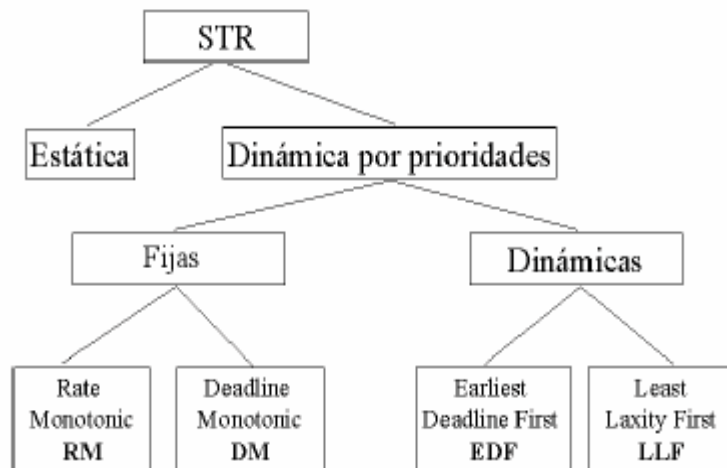 STR
Estática
Dinámica por prioridades
Fijas
Dinámicas
Rate
Monotonic
RM
Deadline
Monotonic
DM
Earliest
Deadline First
EDF
Least
Laxity First
LLF